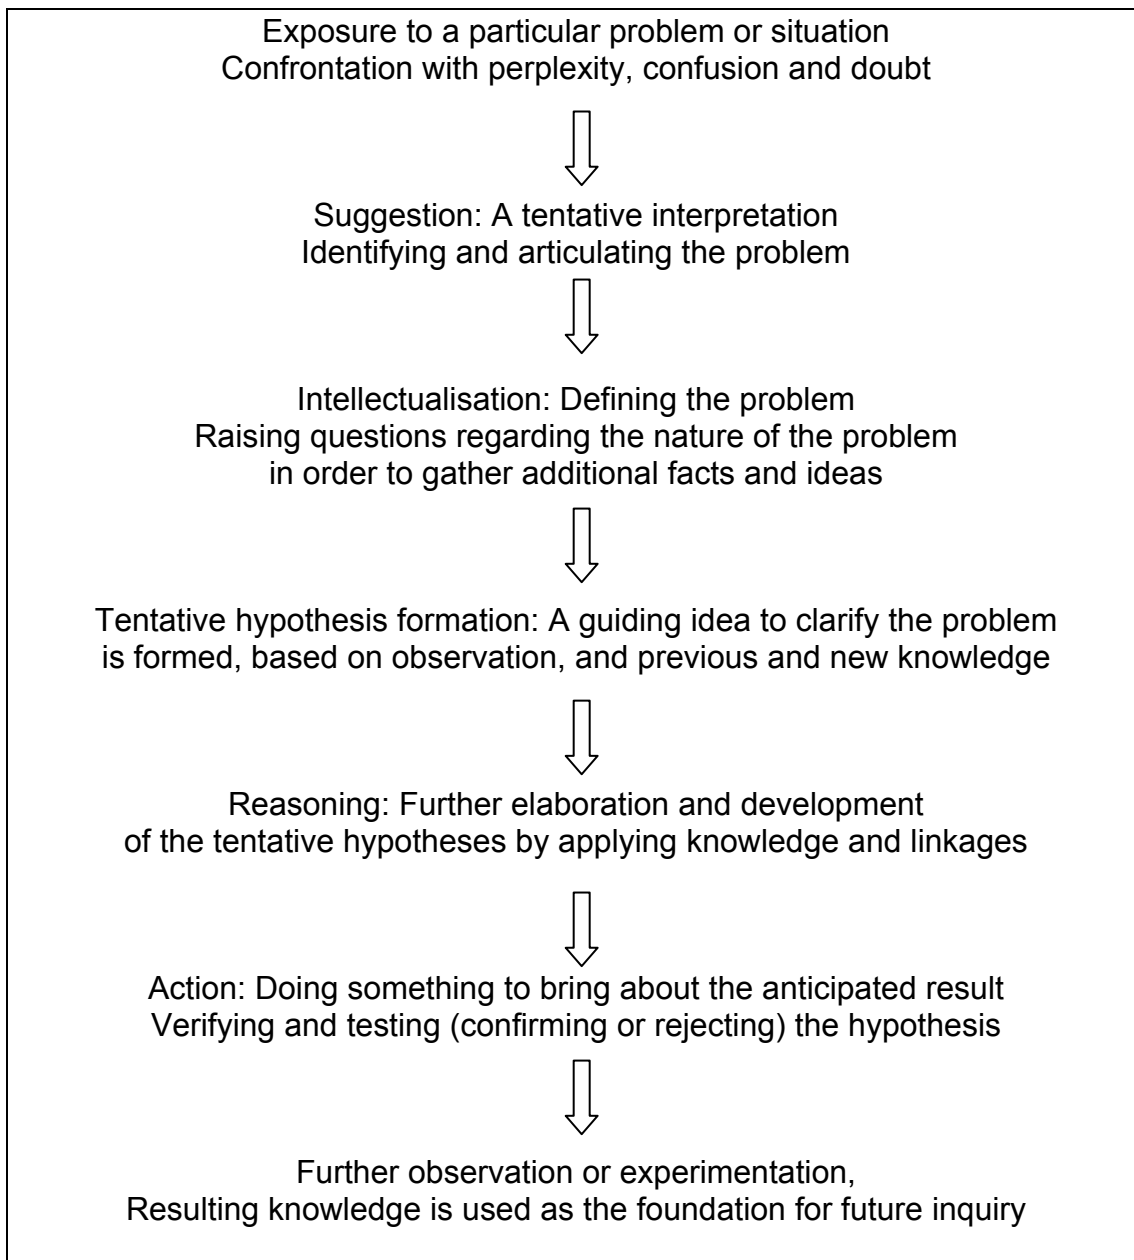 Exposure to a particular problem or situation
Confrontation with perplexity, confusion and doubt
Suggestion: A tentative interpretation
Identifying and articulating the problem
Intellectualisation: Defining the problem
Raising questions regarding the nature of the problem
in order to gather additional facts and ideas
Tentative hypothesis formation: A guiding idea to clarify the problem
is formed, based on observation, and previous and new knowledge
Reasoning: Further elaboration and development
of the tentative hypotheses by applying knowledge and linkages
Action: Doing something to bring about the anticipated result
Verifying and testing (confirming or rejecting) the hypothesis
Further observation or experimentation,
Resulting knowledge is used as the foundation for future inquiry